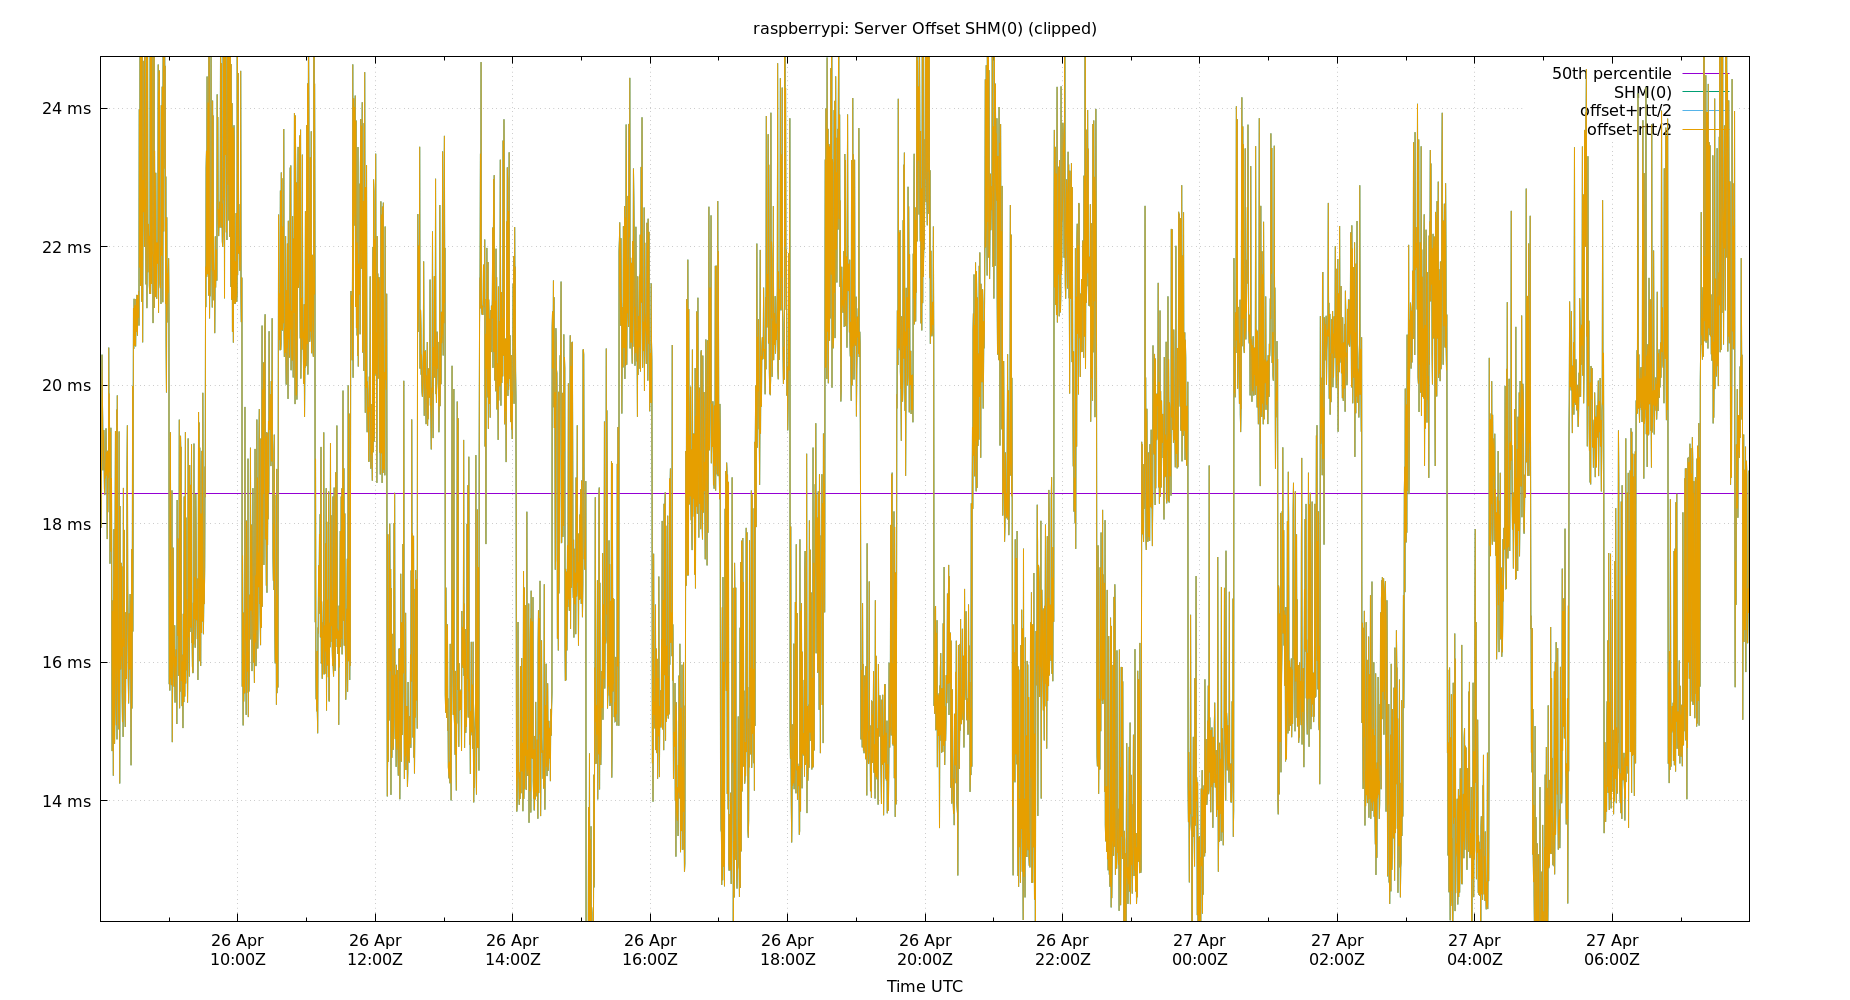 raspberrypi: Server Offset SHM(0) (clipped)
50th percentile
SHM(0)
offset+rtt/2
offset-rtt/2
24 ms
22 ms
20 ms
18 ms
16 ms
14 ms
26 Apr 26 Apr 26 Apr 26 Apr 26 Apr 26 Apr 26 Apr 27 Apr 27 Apr 27 Apr 27 Apr
10:00Z 12:00Z 14:00Z 16:00Z 18:00Z 20:00Z 22:00Z 00:00Z 02:00Z 04:00Z 06:00Z
Time UTC